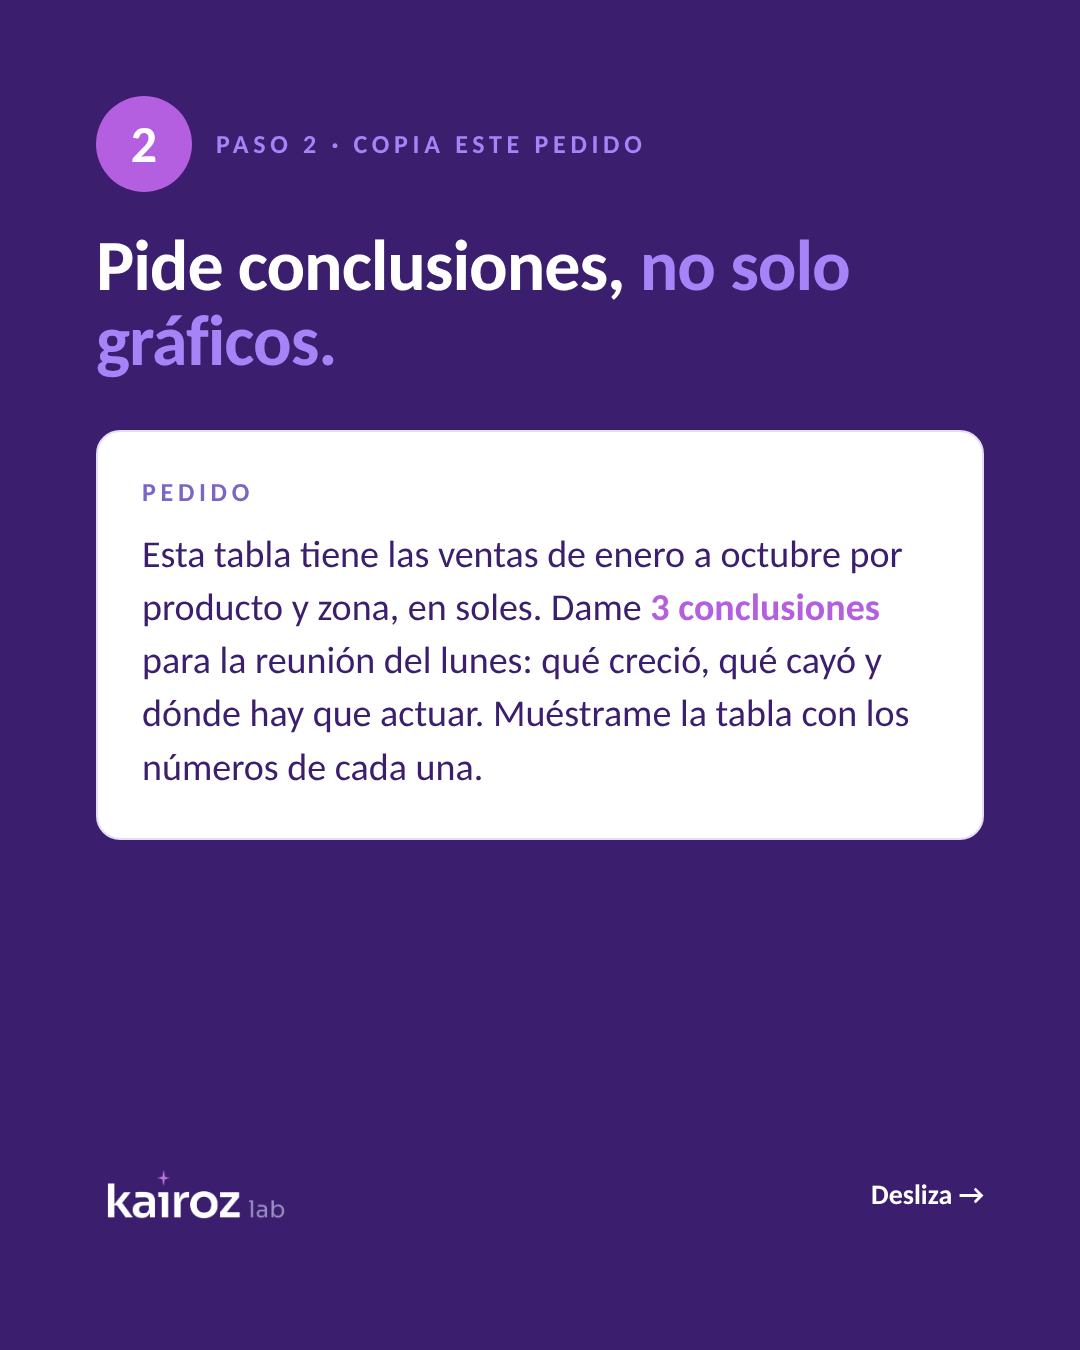 2
PASO 2 · COPIA ESTE PEDIDO
Pide conclusiones, no solo
gráficos.
PEDIDO
Esta tabla tiene las ventas de enero a octubre por
producto y zona, en soles. Dame 3 conclusiones
para la reunión del lunes: qué creció, qué cayó y
dónde hay que actuar. Muéstrame la tabla con los
números de cada una.
kairoz lab
Desliza →